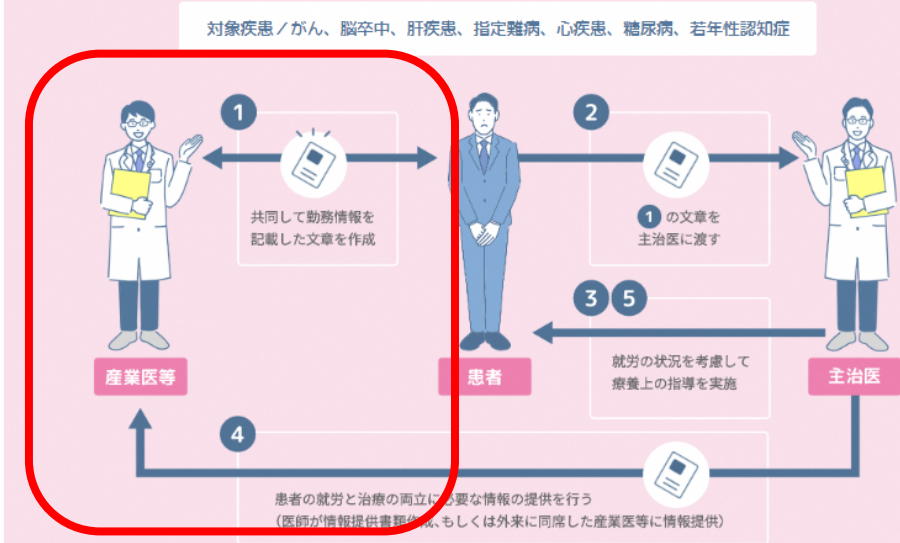 対象疾患／がん、脳卒中、肝疾患、指定難病、心疾患、糖尿病、若年性認知症
1
共同して勤務情報を
記載した文章を作成
2
1 の文章を
主治医に渡す
3 5
就労の状況を考慮して
療養上の指導を実施
産業医等
患者
主治医
4
患者の就労と治療の両立に必要な情報の提供を行う
(医師が情報提供書類作成、もしくは外来に同席した産業医等に情報提供)